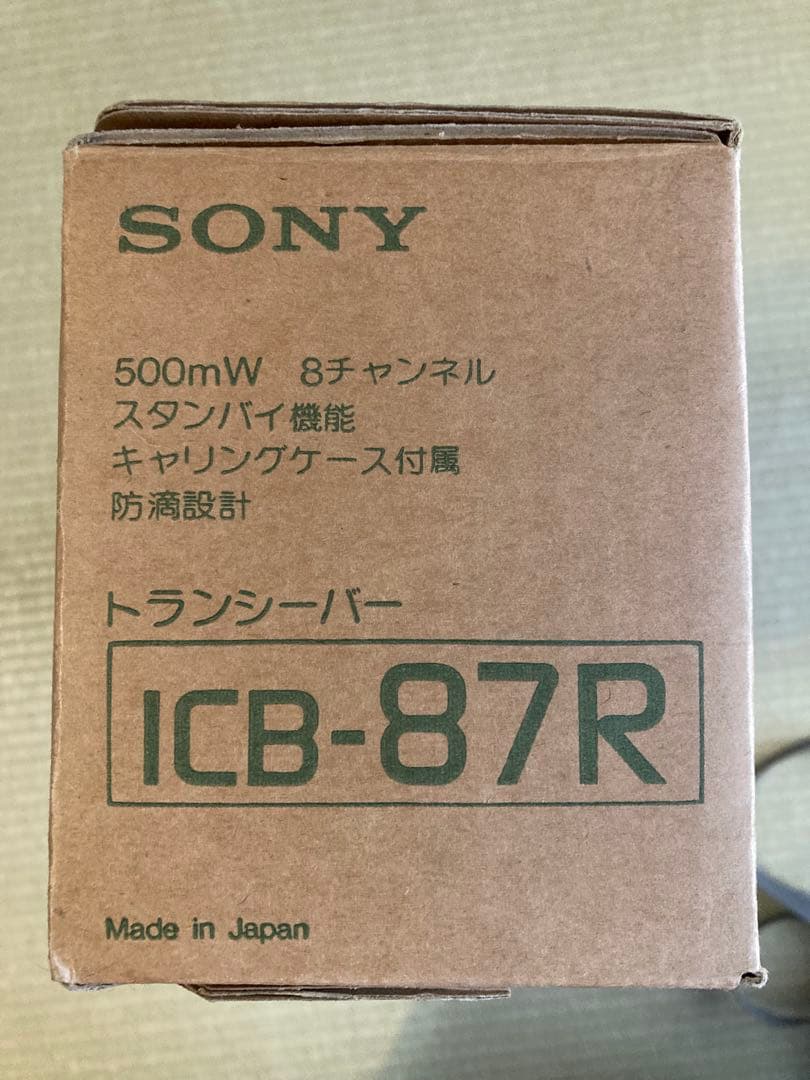 SONY
500mW 8チャンネル
スタンバイ機能
キャリングケース付属
防滴設計
トランシーバー
ICB-87R
Made in Japan